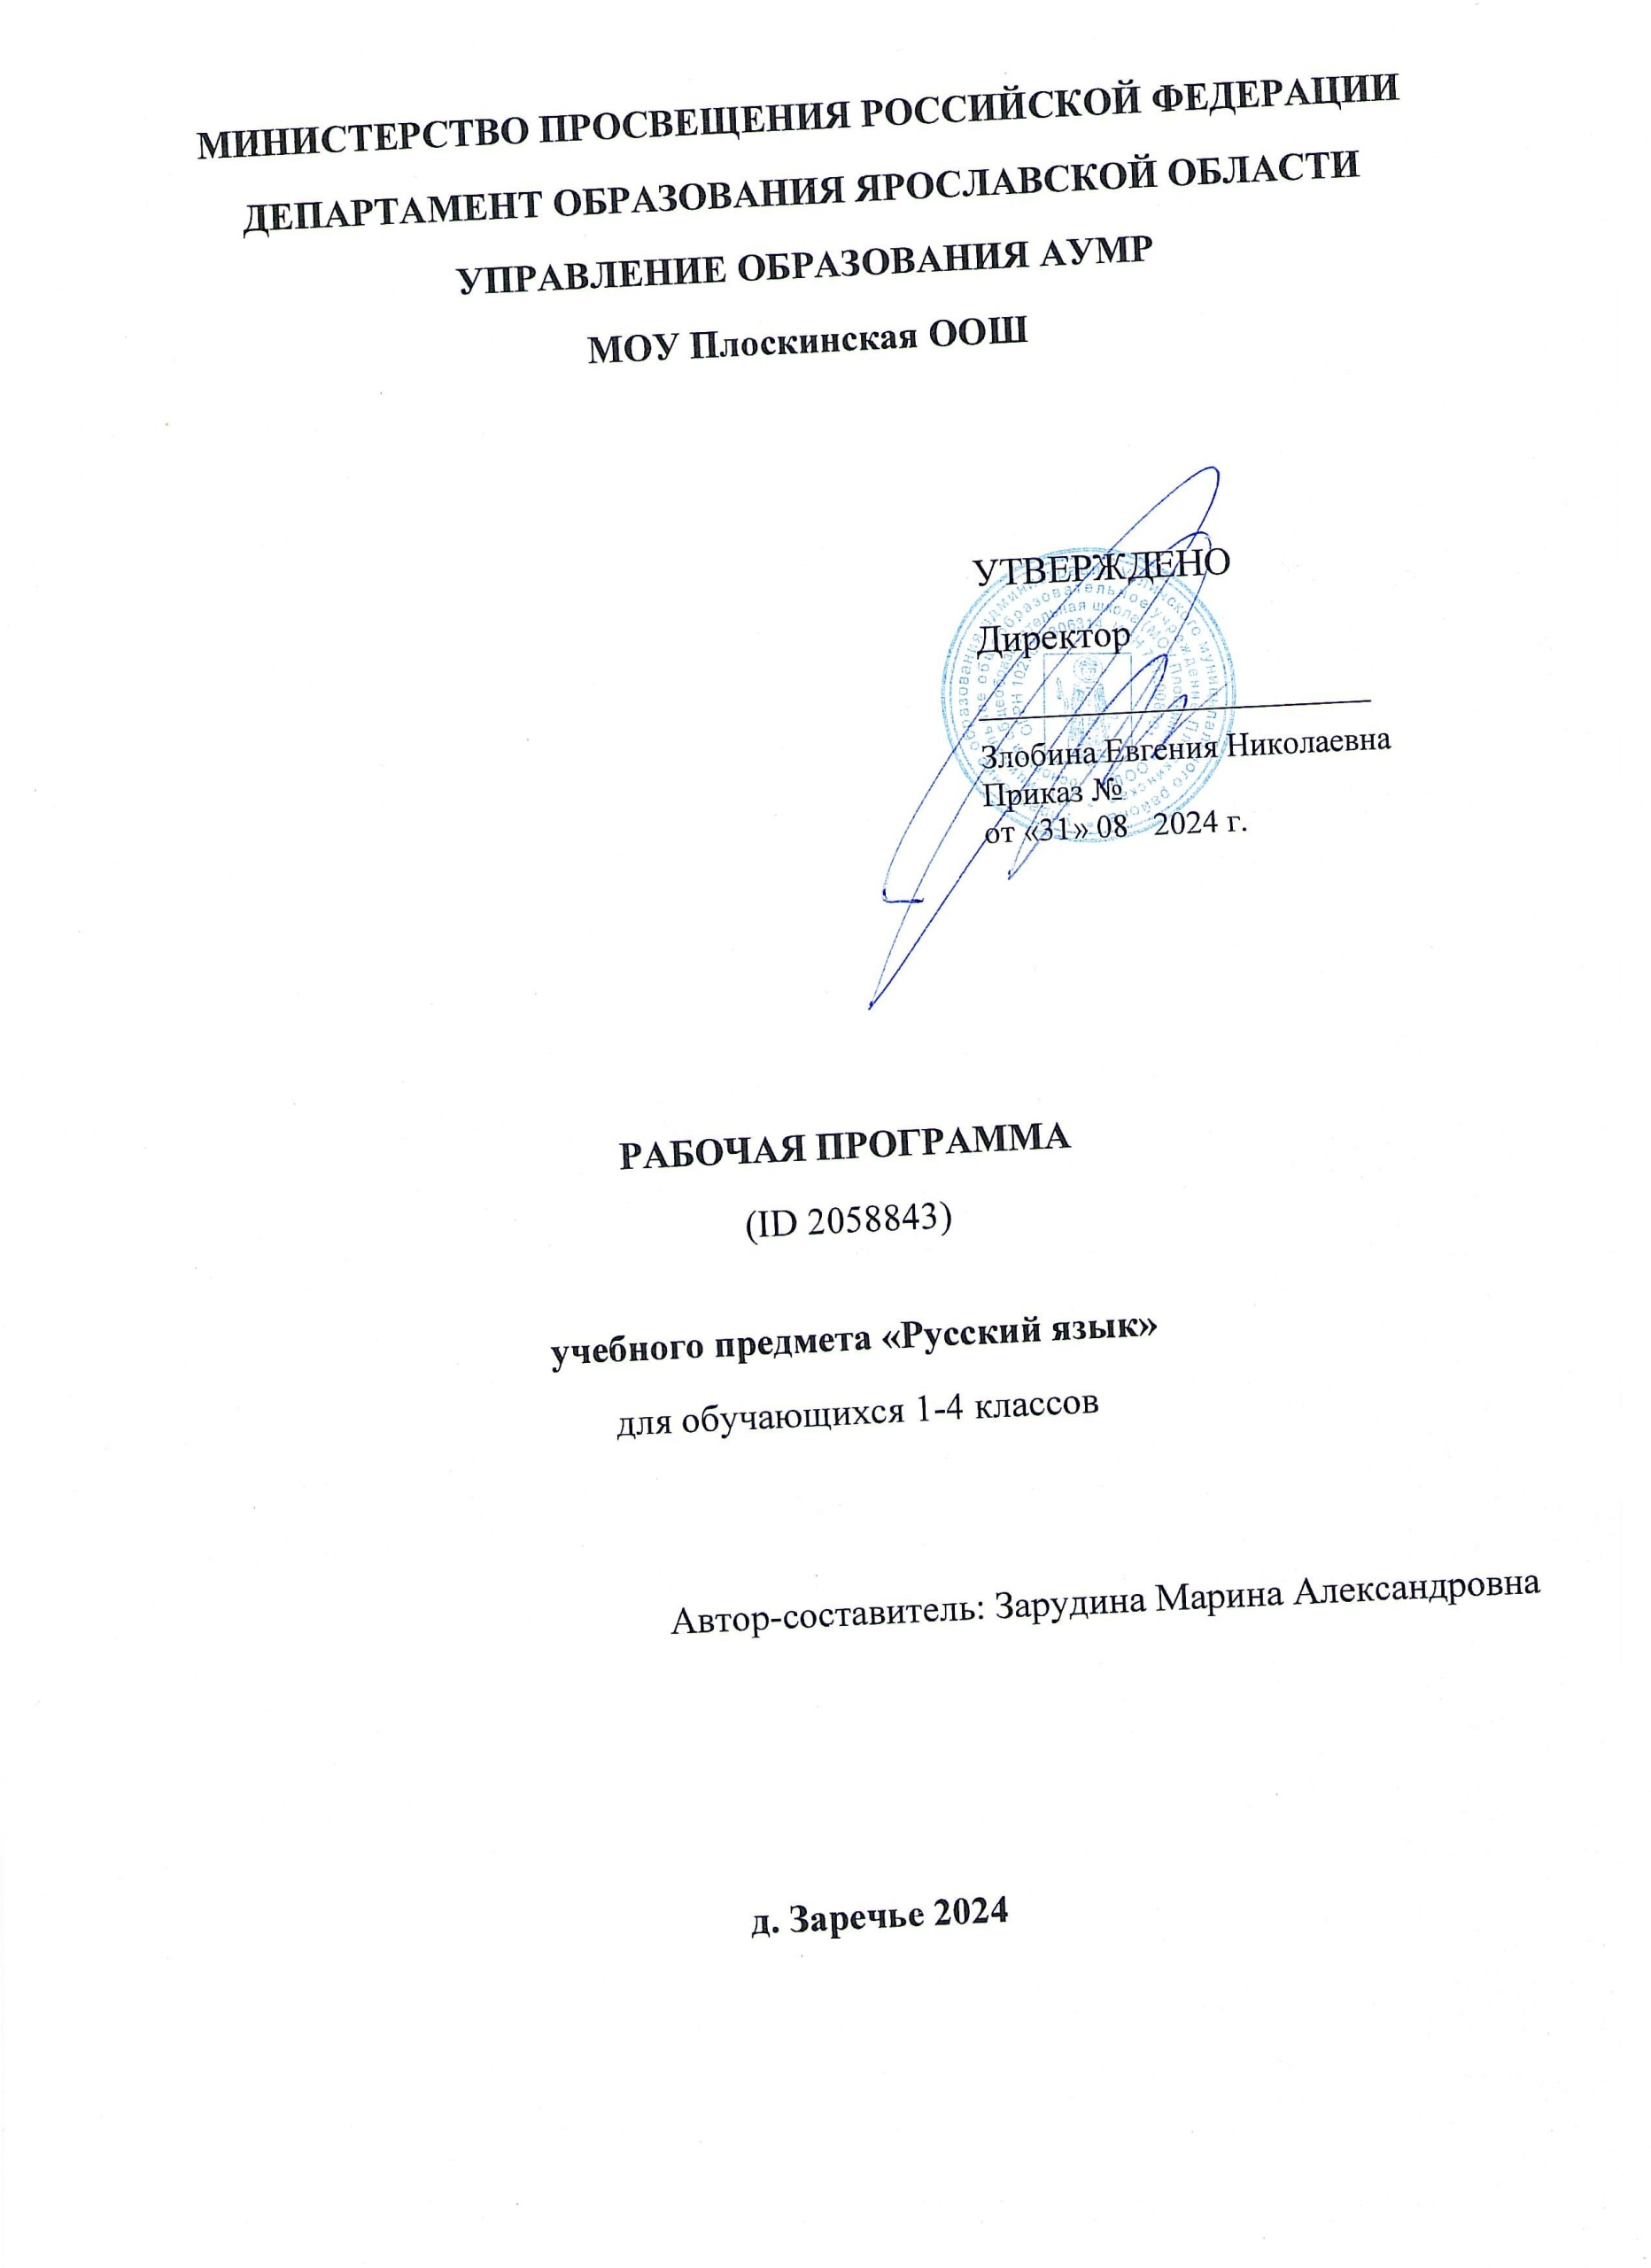 МИНИСТЕРСТВО ПРОСВЕЩЕНИЯ РОССИЙСКОЙ ФЕДЕРАЦИИ
ДЕПАРТАМЕНТ ОБРАЗОВАНИЯ ЯРОСЛАВСКОЙ ОБЛАСТИ
УПРАВЛЕНИЕ ОБРАЗОВАНИЯ АУМР
МОУ Плоскинская ООШ
УТВЕРЖДЕНО
Директор
Злобина Евгения Николаевна
Приказ №
от «31» 08 2024 г.
РАБОЧАЯ ПРОГРАММА
(ID 2058843)
учебного предмета «Русский язык»
для обучающихся 1-4 классов
Автор-составитель: Зарудина Марина Александровна
д. Заречье 2024